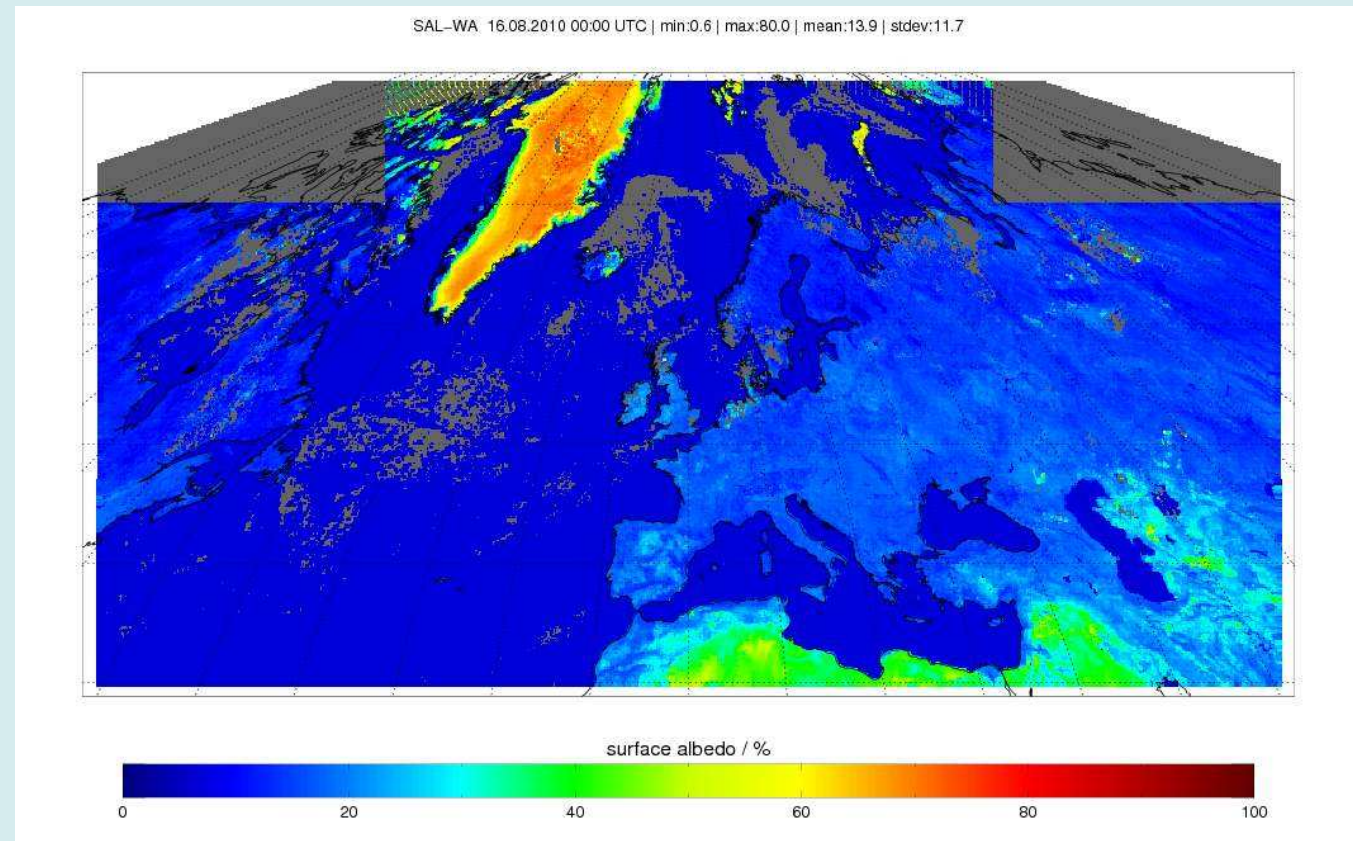 SAL-WA 16.08.2010 00:00 UTC | min:0.6 | max:80.0 | mean:13.9 | stdev:11.7
surface albedo / %
0 20 40 60 80 100